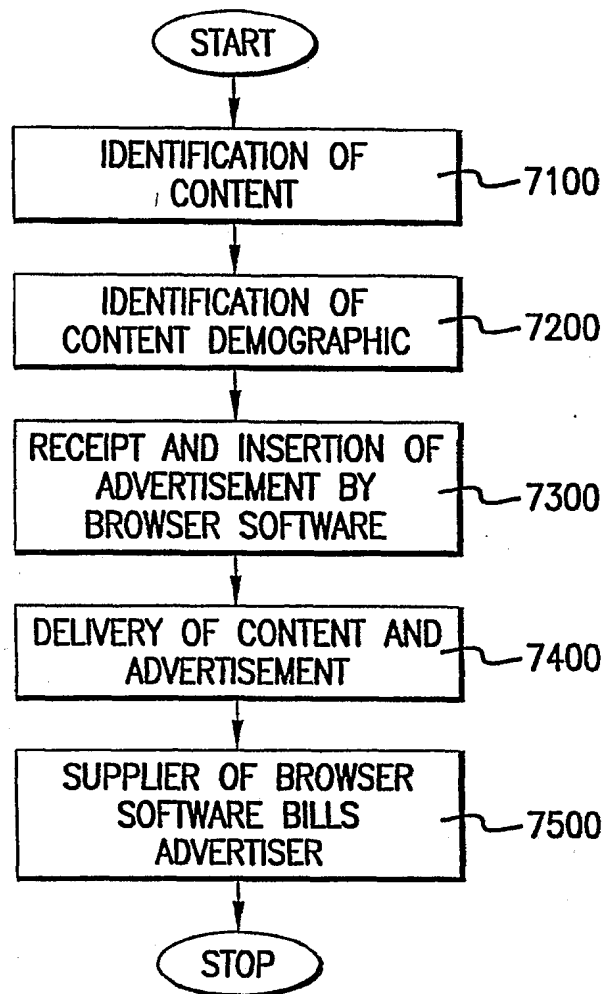 START
IDENTIFICATION OF
CONTENT
7100
IDENTIFICATION OF
CONTENT DEMOGRAPHIC
7200
RECEIPT AND INSERTION OF
ADVERTISEMENT BY
BROWSER SOFTWARE
7300
DELIVERY OF CONTENT AND
ADVERTISEMENT
7400
SUPPLIER OF BROWSER
SOFTWARE BILLS
ADVERTISER
7500
STOP